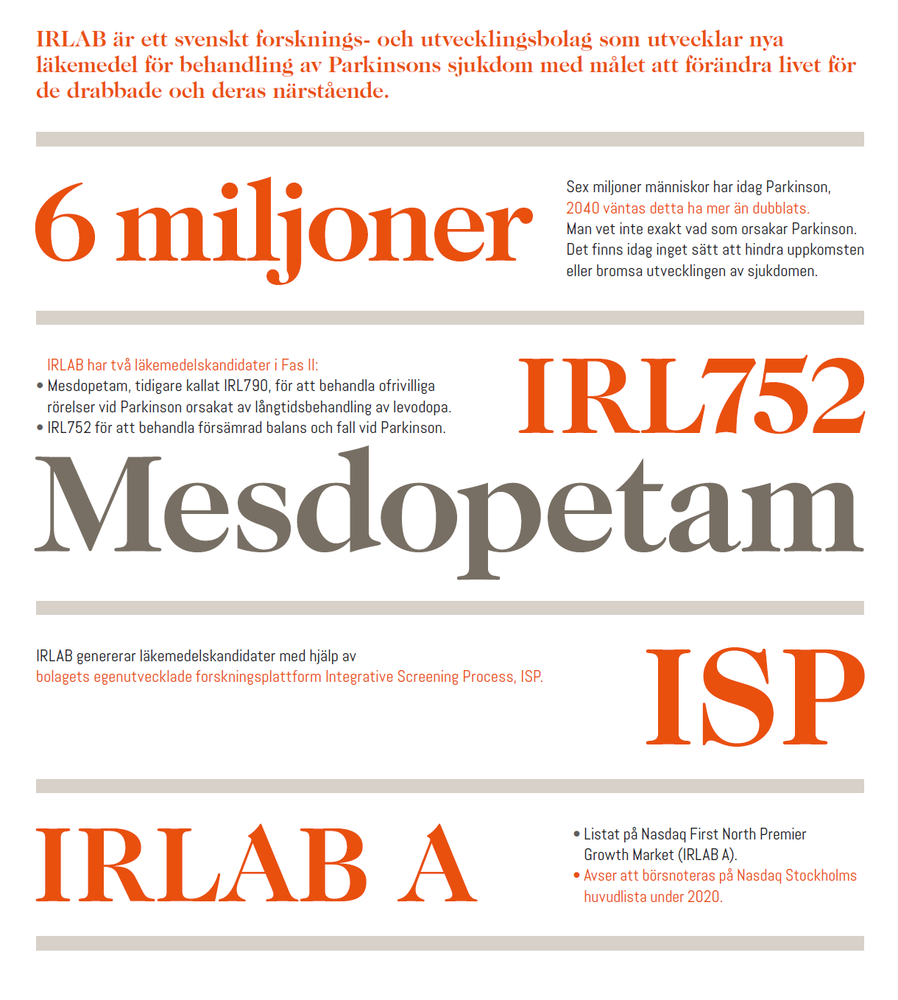 IRLAB är ett svenskt forsknings- och utvecklingsbolag som utvecklar nya
läkemedel för behandling av Parkinsons sjukdom med målet att förändra livet för
de drabbade och deras närstående.
6 miljoner
Sex miljoner människor har idag Parkinson,
2040 väntas detta ha mer än dubblats.
Man vet inte exakt vad som orsakar Parkinson.
Det finns idag inget sätt att hindra uppkomsten
eller bromsa utvecklingen av sjukdomen.
IRLAB har två läkemedelskandidater i Fas II:
• Mesdopetam, tidigare kallat IRL790, för att behandla ofrivilliga
rörelser vid Parkinson orsakat av långtidsbehandling av levodopa.
• IRL752 för att behandla försämrad balans och fall vid Parkinson.
IRL752
Mesdopetam
IRLAB genererar läkemedelskandidater med hjälp av
bolagets egenutvecklade forskningsplattform Integrative Screening Process, ISP.
ISP
IRLAB A
• Listat på Nasdaq First North Premier
Growth Market (IRLAB A).
• Avser att börsnoteras på Nasdaq Stockholms
huvudlista under 2020.